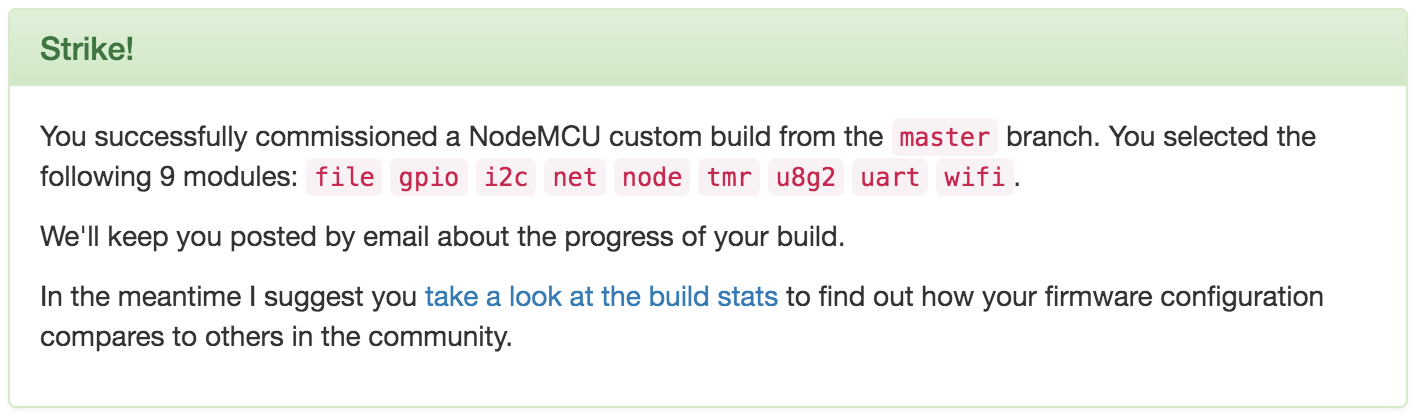 Strike!
You successfully commissioned a NodeMCU custom build from the master branch. You selected the
following 9 modules: file gpio i2c net node tmr u8g2 uart wifi.
We'll keep you posted by email about the progress of your build.
In the meantime I suggest you take a look at the build stats to find out how your firmware configuration
compares to others in the community.